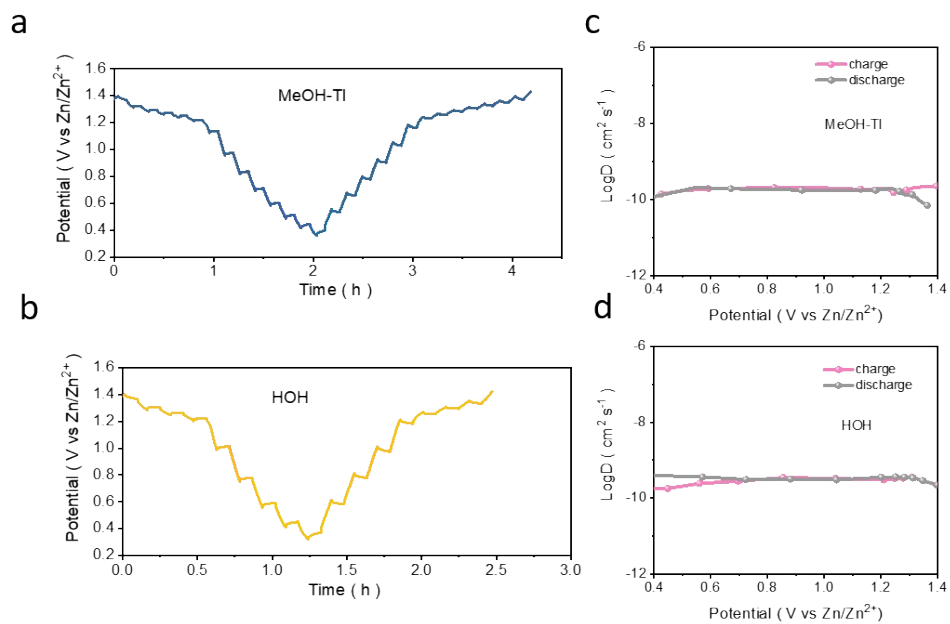 a
Potential ( V vs Zn/Zn²⁺)
1.6
1.4
1.2
1.0
0.8
0.6
0.4
0.2
MeOH-TI
0
1
2
3
4
Time ( h )
b
Potential ( V vs Zn/Zn²⁺)
1.6
1.4
1.2
1.0
0.8
0.6
0.4
0.2
HOH
0.0
0.5
1.0
1.5
2.0
2.5
3.0
Time ( h )
c
LogD ( cm² s⁻¹)
-6
-8
-10
-12
charge
discharge
MeOH-TI
0.4
0.6
0.8
1.0
1.2
1.4
Potential ( V vs Zn/Zn²⁺)
d
LogD ( cm² s⁻¹)
-6
-8
-10
-12
charge
discharge
HOH
0.4
0.6
0.8
1.0
1.2
1.4
Potential ( V vs Zn/Zn²⁺)